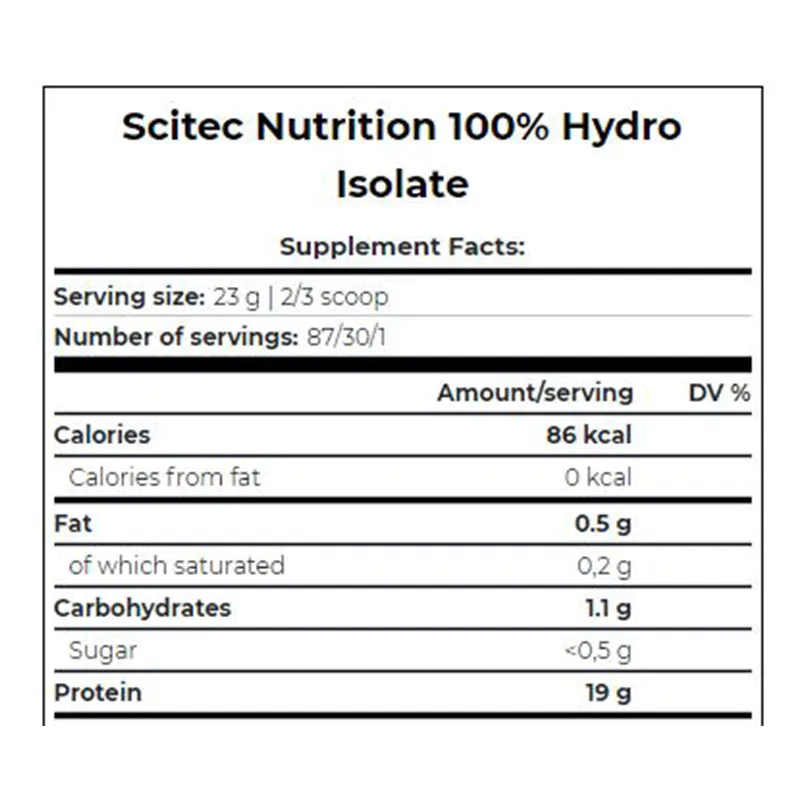 Scitec Nutrition 100% Hydro
Isolate
Supplement Facts:
Serving size: 23 g | 2/3 scoop
Number of servings: 87/30/1
Amount/serving DV %
Calories 86 kcal
Calories from fat 0 kcal
Fat 0.5 g
of which saturated 0,2 g
Carbohydrates 1.1 g
Sugar <0,5 g
Protein 19 g